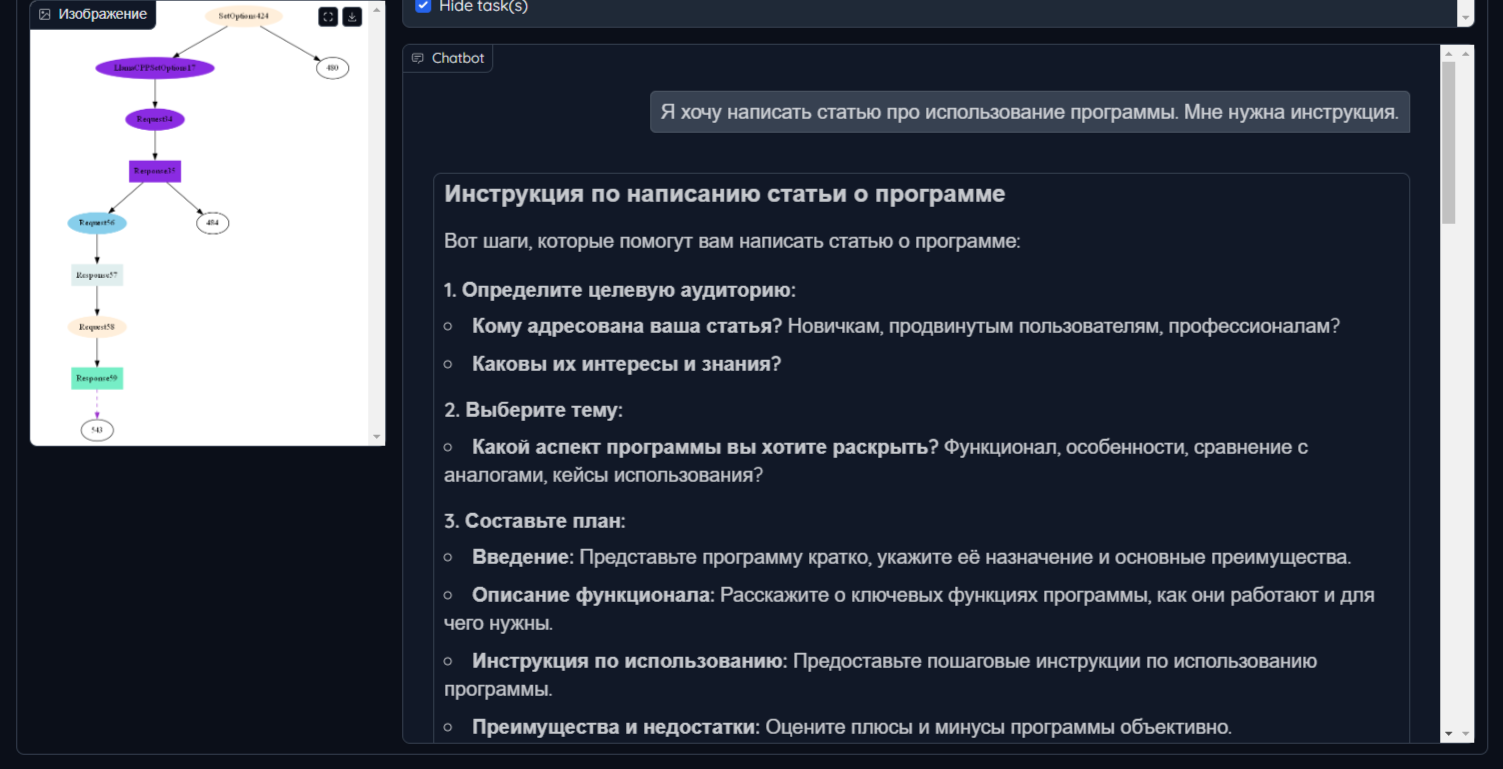 Изображение
SetOptions424
LlamaCPPSetOptions17
480
Request34
Response35
Request56
484
Response57
Request58
Response59
543
Hide task(s)
Chatbot
Я хочу написать статью про использование программы. Мне нужна инструкция.
Инструкция по написанию статьи о программе
Вот шаги, которые помогут вам написать статью о программе:
1. Определите целевую аудиторию:
Кому адресована ваша статья? Новичкам, продвинутым пользователям, профессионалам?
Каковы их интересы и знания?
2. Выберите тему:
Какой аспект программы вы хотите раскрыть? Функционал, особенности, сравнение с
аналогами, кейсы использования?
3. Составьте план:
Введение: Представьте программу кратко, укажите её назначение и основные преимущества.
Описание функционала: Расскажите о ключевых функциях программы, как они работают и для
чего нужны.
Инструкция по использованию: Предоставьте пошаговые инструкции по использованию
программы.
Преимущества и недостатки: Оцените плюсы и минусы программы объективно.